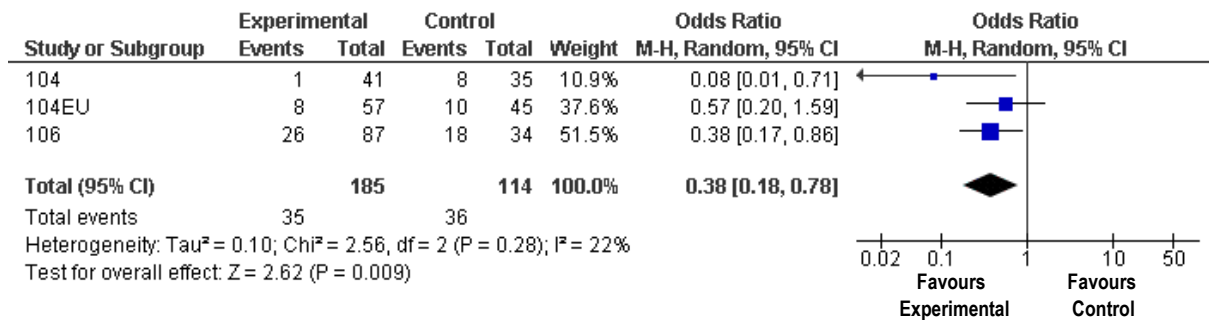 Experimental Control Odds Ratio Odds Ratio
Study or Subgroup Events Total Events Total Weight M-H, Random, 95% CI M-H, Random, 95% CI
104 1 41 8 35 10.9% 0.08 [0.01, 0.71]
104EU 8 57 10 45 37.6% 0.57 [0.20, 1.59]
106 26 87 18 34 51.5% 0.38 [0.17, 0.86]
Total (95% CI) 185 114 100.0% 0.38 [0.18, 0.78]
Total events 35 36
Heterogeneity: Tau² = 0.10; Chi² = 2.56, df = 2 (P = 0.28); I² = 22%
Test for overall effect: Z = 2.62 (P = 0.009)
0.02 0.1 1 10 50
Favours Favours
Experimental Control